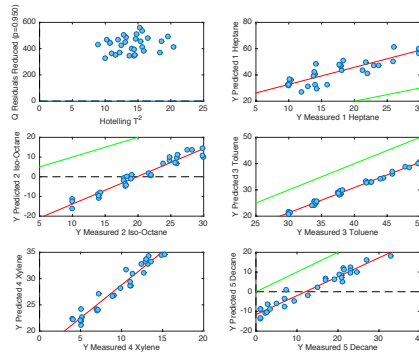 Q Residuals Reduced (p=0.950)
600
400
200
0
0 5 10 15 20 25
Hotelling T^2
Y Predicted 1 Heptane
80
60
40
20
5 10 15 20 25 30
Y Measured 1 Heptane
Y Predicted 2 Iso-Octane
20
10
0
-10
-20
-30
5 10 15 20 25 30
Y Measured 2 Iso-Octane
Y Predicted 3 Toluene
50
40
30
20
25 30 35 40 45 50
Y Measured 3 Toluene
Y Predicted 4 Xylene
35
30
25
20
0 5 10 15 20
Y Measured 4 Xylene
Y Predicted 5 Decane
20
10
0
-10
-20
0 10 20 30 40
Y Measured 5 Decane